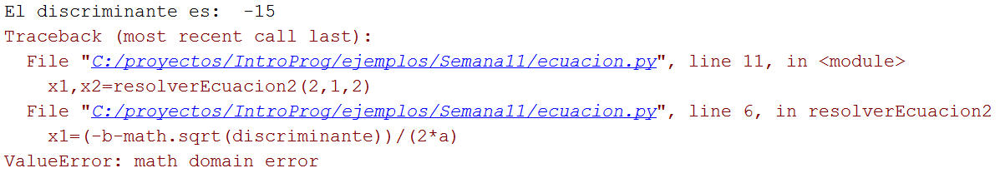 El discriminante es:  -15
Traceback (most recent call last):
  File "C:/proyectos/IntroProg/ejemplos/Semana11/ecuacion.py", line 11, in <module>
    x1,x2=resolverEcuacion2(2,1,2)
  File "C:/proyectos/IntroProg/ejemplos/Semana11/ecuacion.py", line 6, in resolverEcuacion2
    x1=(-b-math.sqrt(discriminante))/(2*a)
ValueError: math domain error